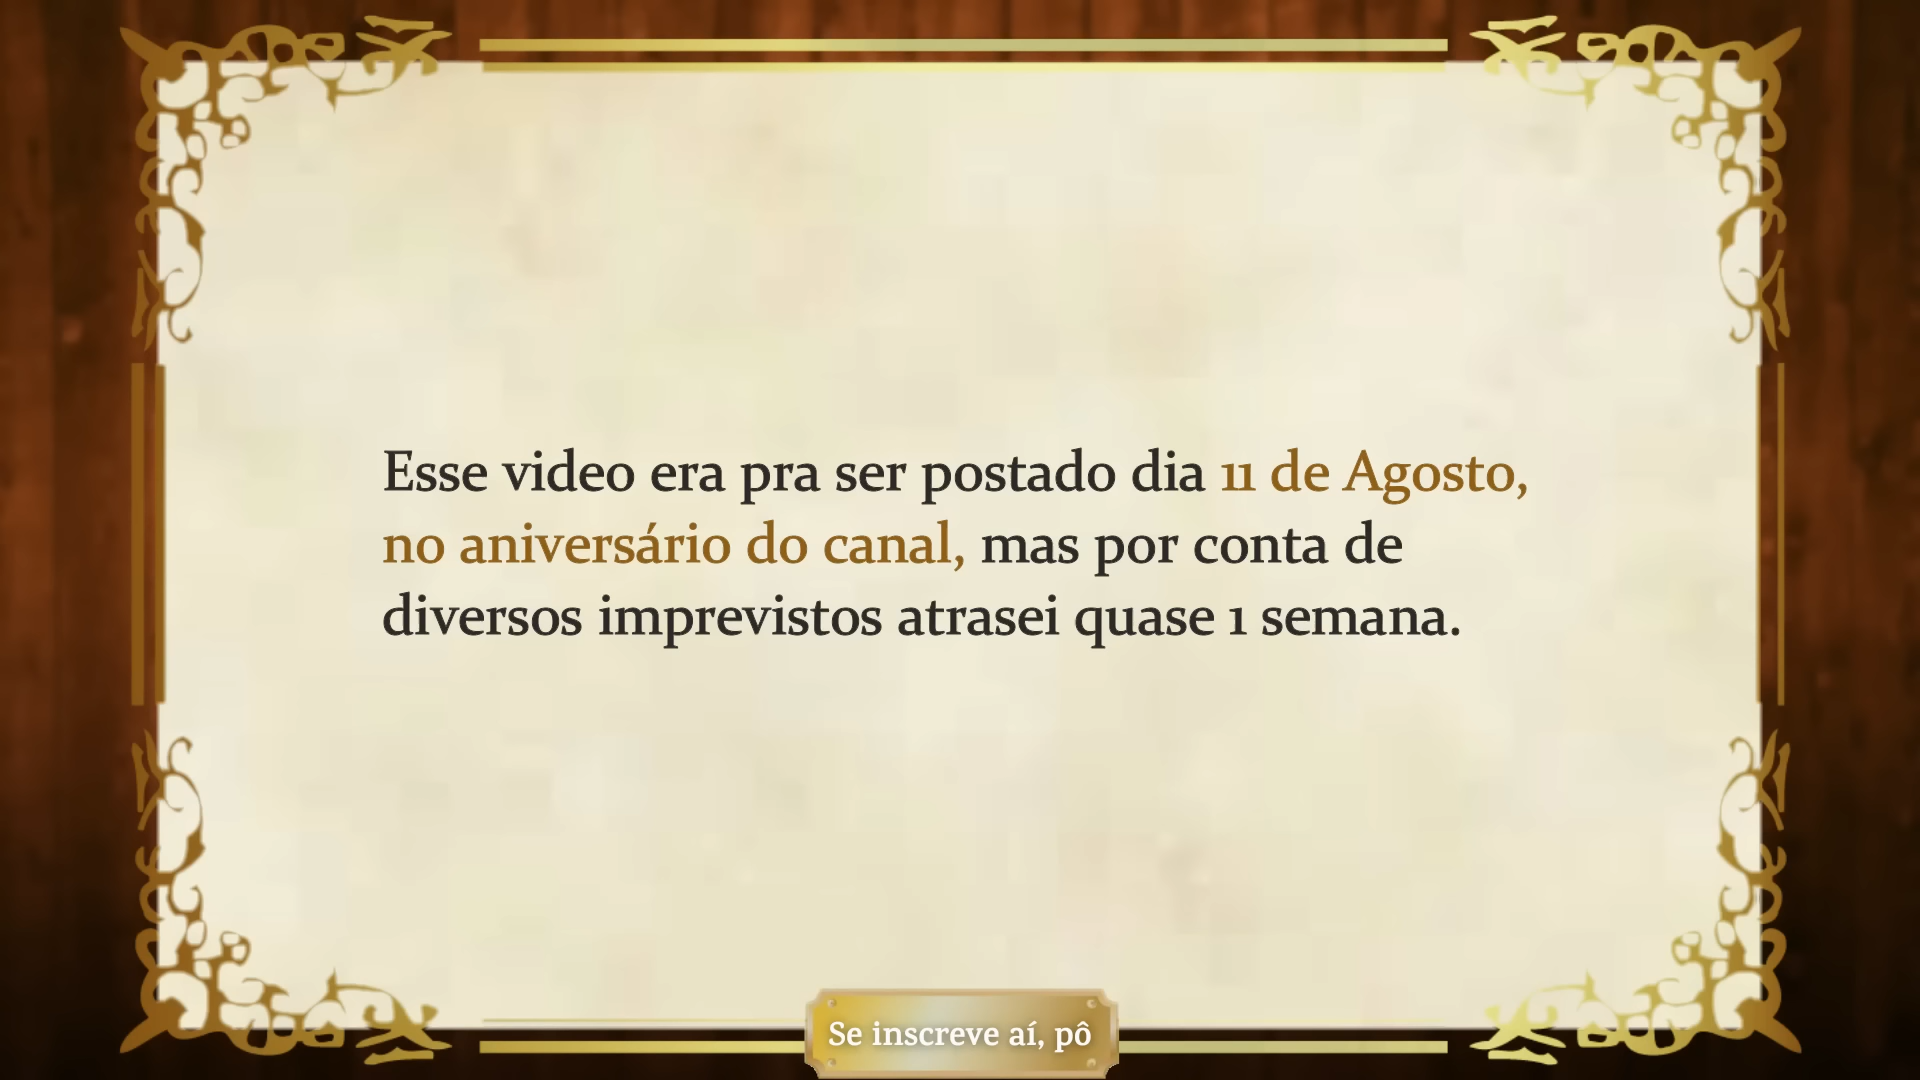 Esse video era pra ser postado dia 11 de Agosto,
no aniversário do canal, mas por conta de
diversos imprevistos atrasei quase 1 semana.
Se inscreve aí, pô